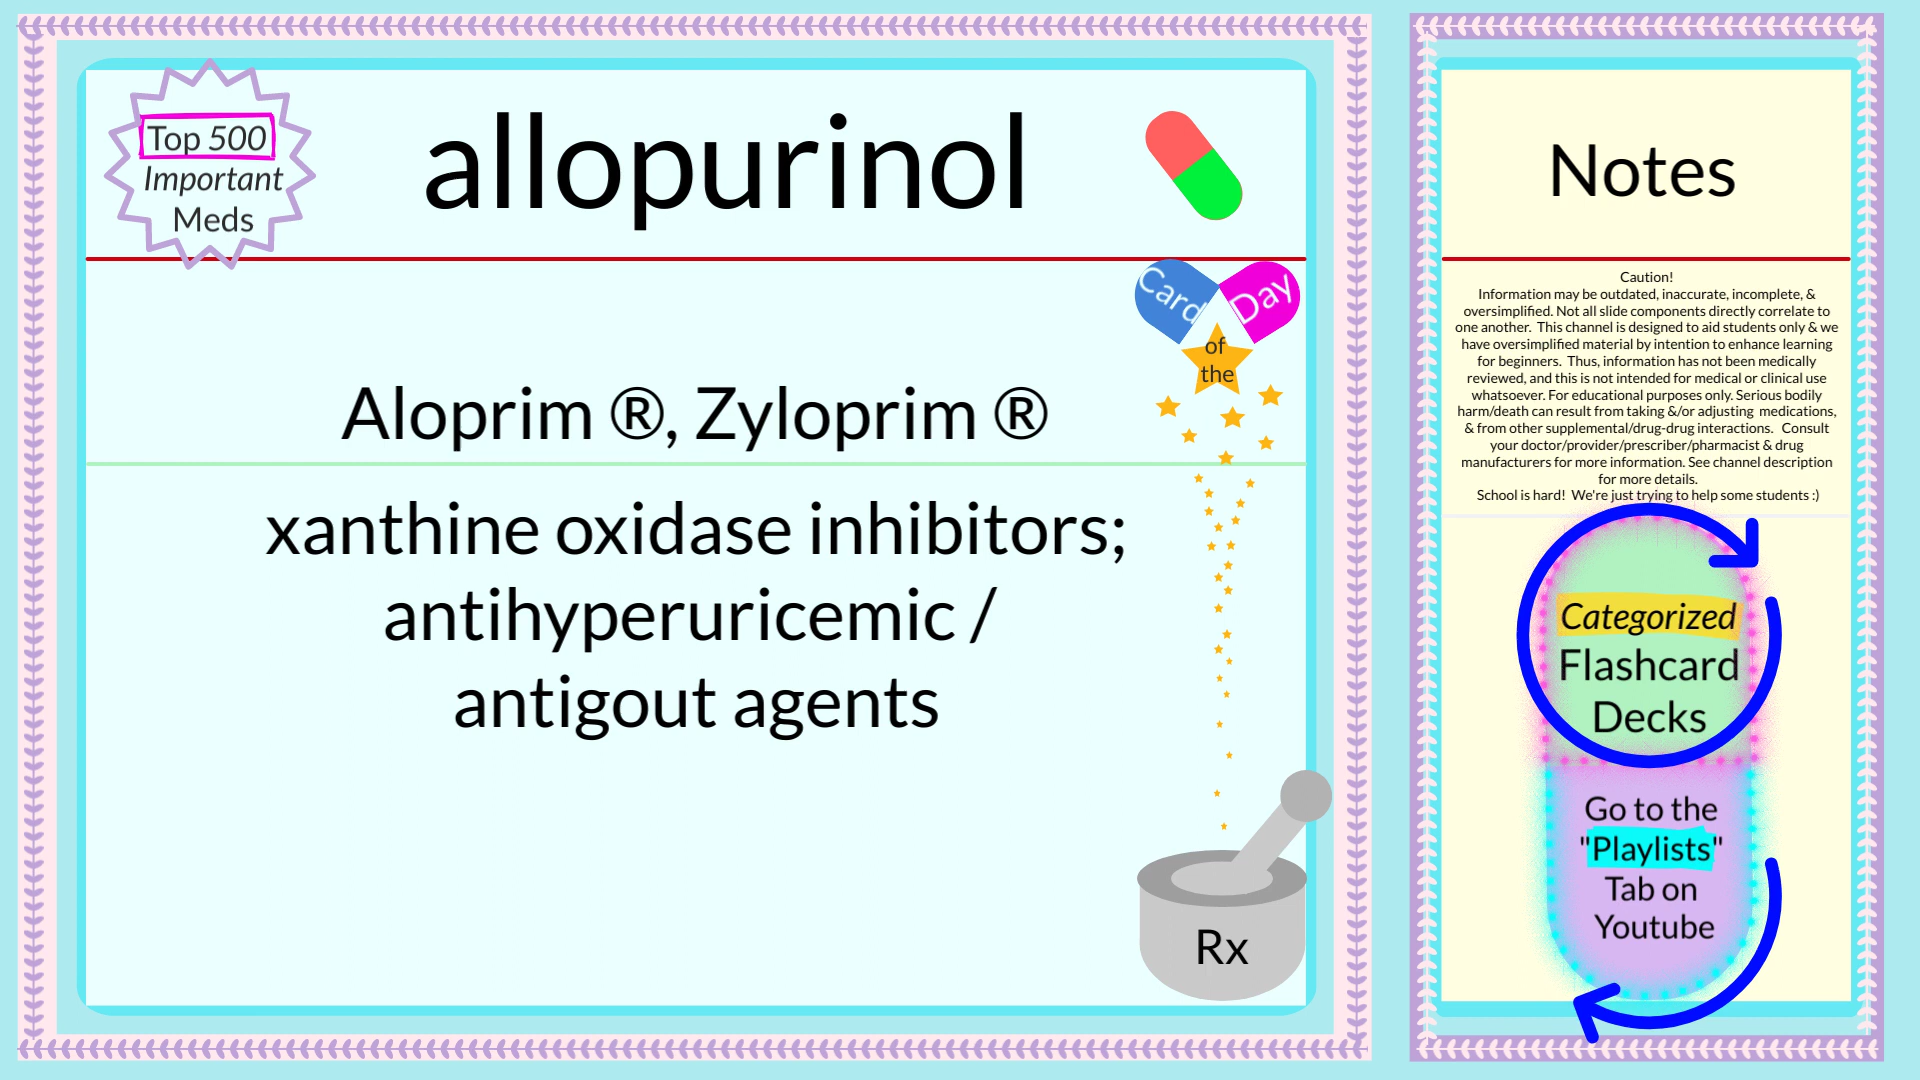 Top 500
Important
Meds
allopurinol
Card
Day
of
the
Aloprim ®, Zyloprim ®
xanthine oxidase inhibitors;
antihyperuricemic /
antigout agents
Rx
Notes
Caution!
Information may be outdated, inaccurate, incomplete, &
oversimplified. Not all slide components directly correlate to
one another. This channel is designed to aid students only & we
have oversimplified material by intention to enhance learning
for beginners. Thus, information has not been medically
reviewed, and this is not intended for medical or clinical use
whatsoever. For educational purposes only. Serious bodily
harm/death can result from taking &/or adjusting medications,
& from other supplemental/drug-drug interactions. Consult
your doctor/provider/prescriber/pharmacist & drug
manufacturers for more information. See channel description
for more details.
School is hard! We're just trying to help some students :)
Categorized
Flashcard
Decks
Go to the
"Playlists"
Tab on
Youtube